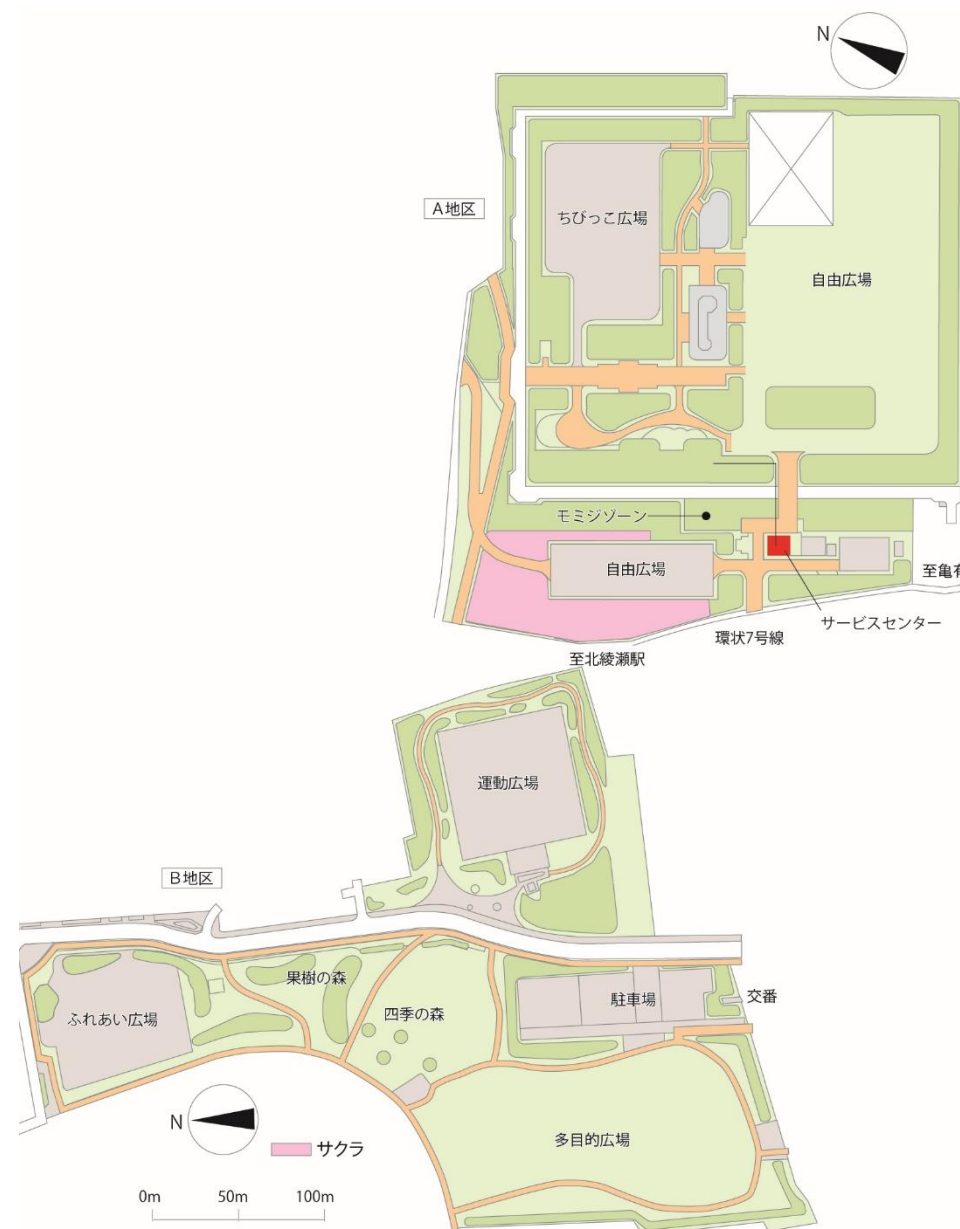 N
A地区
ちびっこ広場
自由広場
モミジゾーン
自由広場
至亀有
サービスセンター
環状7号線
至北綾瀬駅
運動広場
B地区
果樹の森
駐車場
交番
四季の森
ふれあい広場
N
多目的広場
サクラ
0m 50m 100m